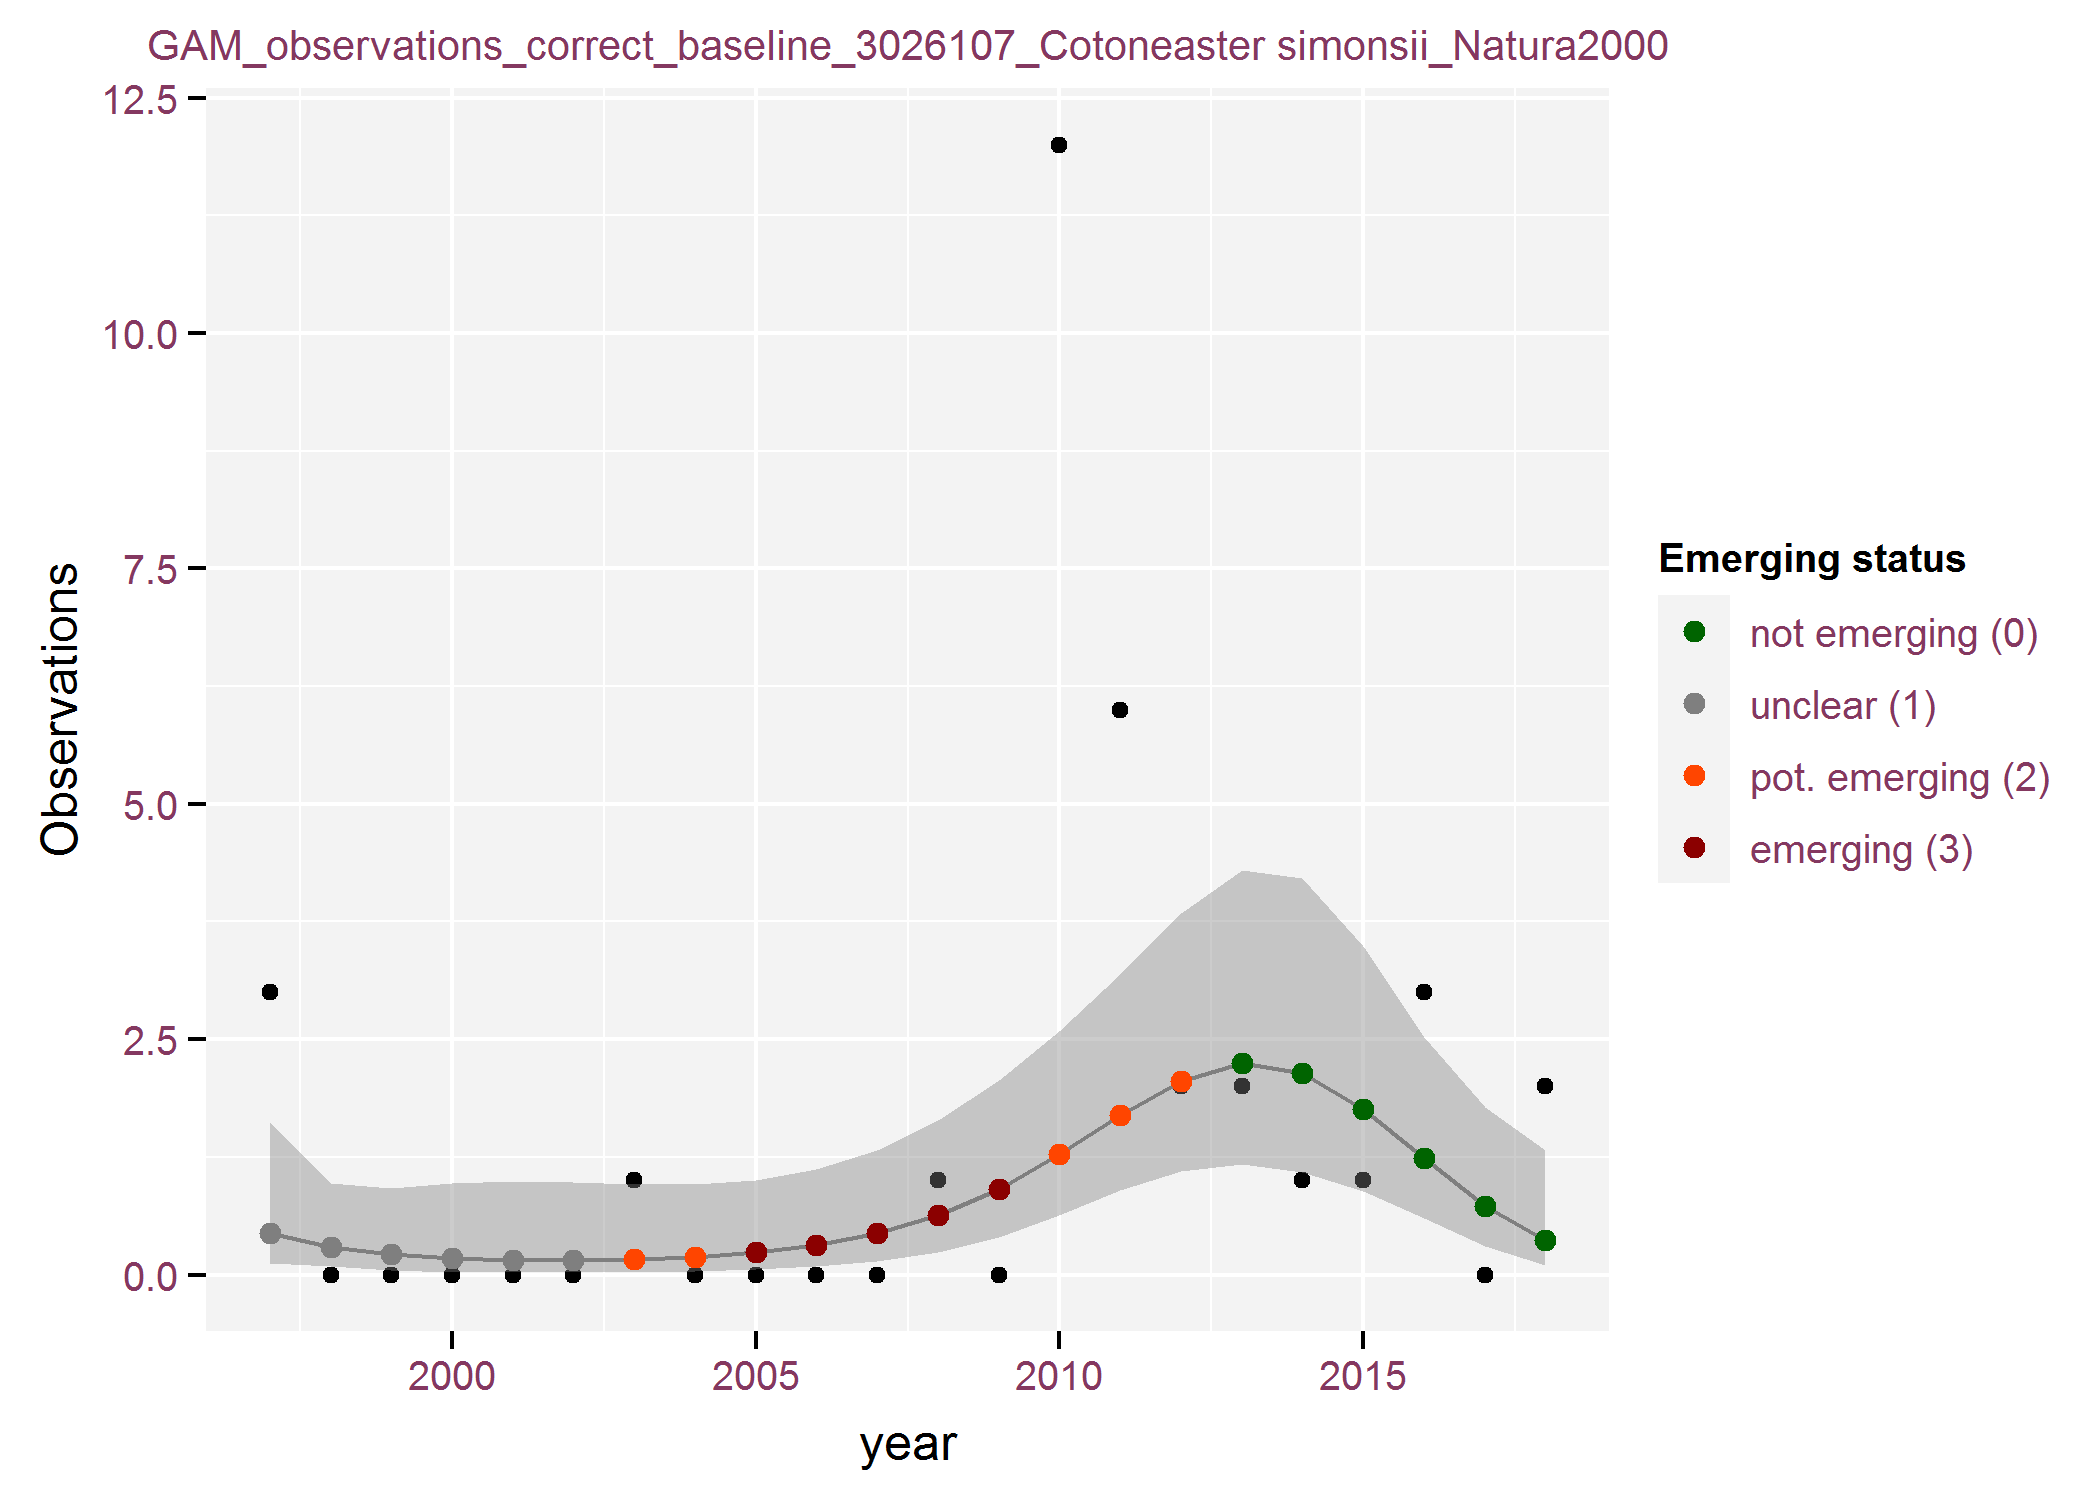 GAM_observations_correct_baseline_3026107_Cotoneaster simonsii_Natura2000
12.5
10.0
7.5
5.0
2.5
0.0
Observations
2000
2005
2010
2015
year
Emerging status
not emerging (0)
unclear (1)
pot. emerging (2)
emerging (3)